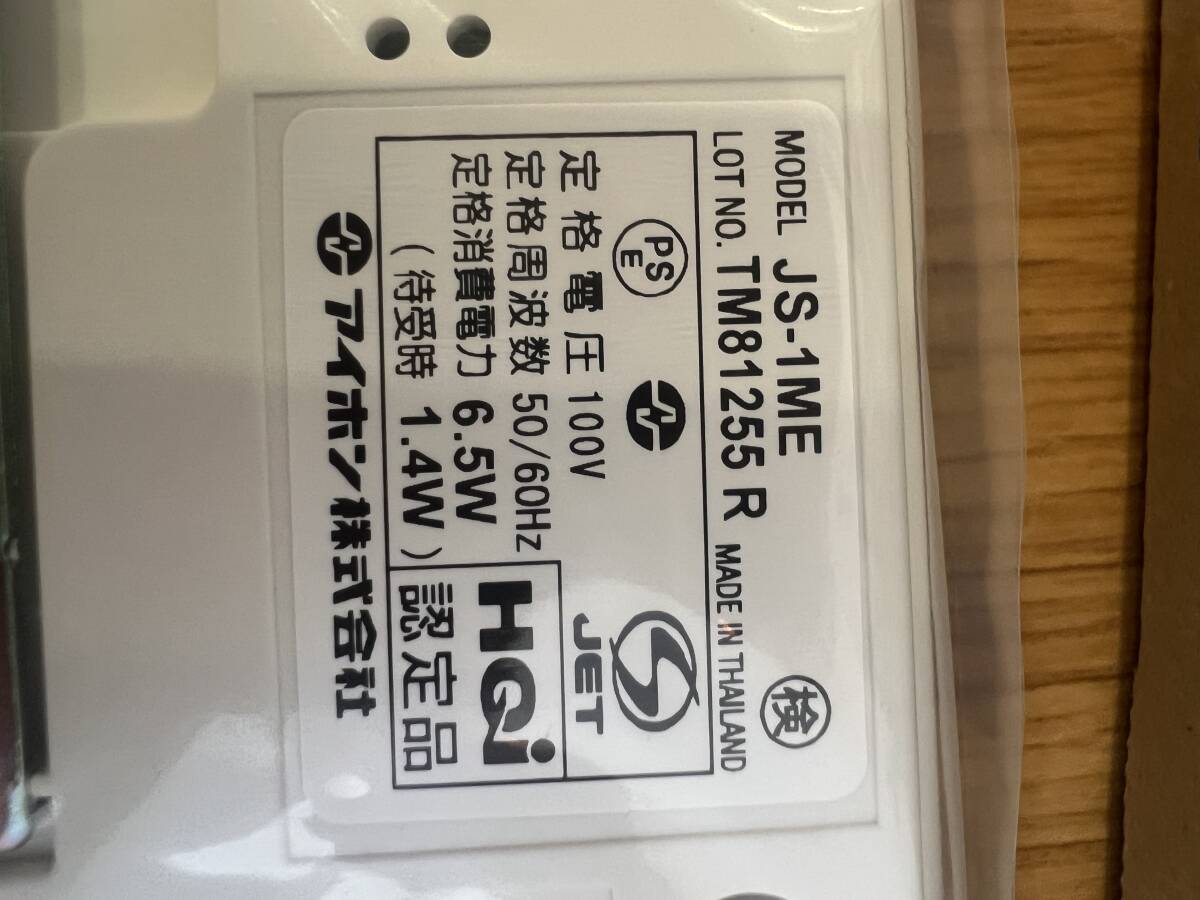 MODEL JS-1ME
検
LOT NO. TM81255 R MADE IN THAILAND
PS
E
JET
定格電圧 100V
定格周波数 50/60Hz
定格消費電力 6.5W
(待受時 1.4W)
HQi
認定品
アイホン株式会社